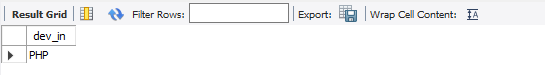 Result Grid Filter Rows: Export: Wrap Cell Content:
dev_in
PHP